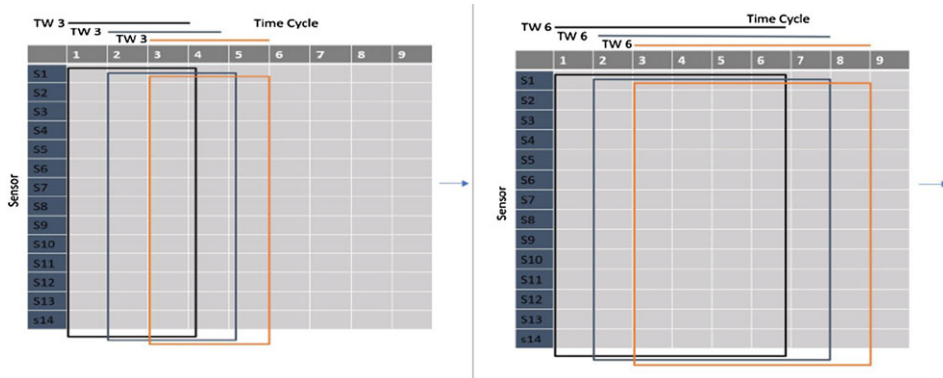 TW 3 Time Cycle
TW 3
TW 3
1 2 3 4 5 6 7 8 9
Sensor
S1
S2
S3
S4
S5
S6
S7
S8
S9
S10
S11
S12
S13
s14
TW 6 Time Cycle
TW 6
TW 6
1 2 3 4 5 6 7 8 9
Sensor
S1
S2
S3
S4
S5
S6
S7
S8
S9
S10
S11
S12
S13
s14